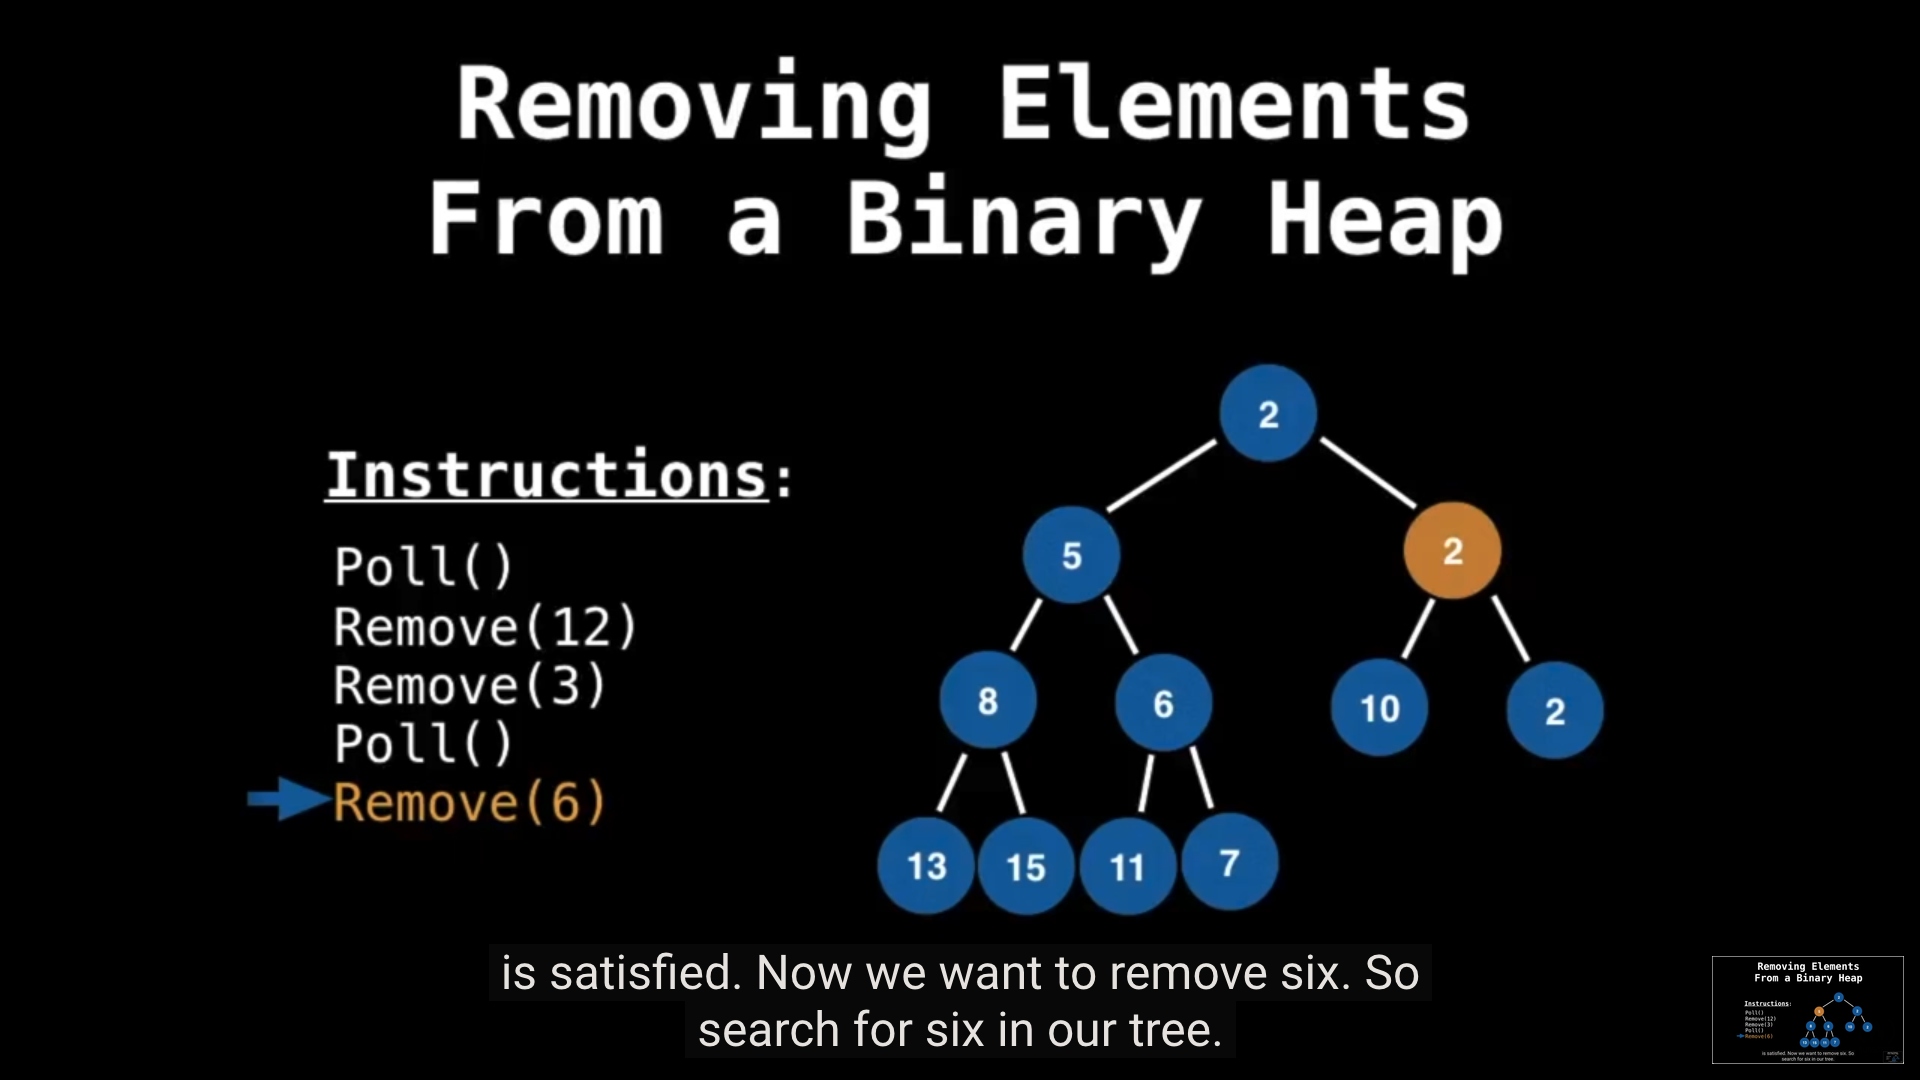 Removing Elements
From a Binary Heap
Instructions:
Poll()
Remove(12)
Remove(3)
Poll()
Remove(6)
2
5
2
8
6
10
2
13
15
11
7
is satisfied. Now we want to remove six. So
search for six in our tree.
Removing Elements
From a Binary Heap
Instructions:
Poll()
Remove(12)
Remove(3)
Poll()
Remove(6)
is satisfied. Now we want to remove six. So
search for six in our tree.